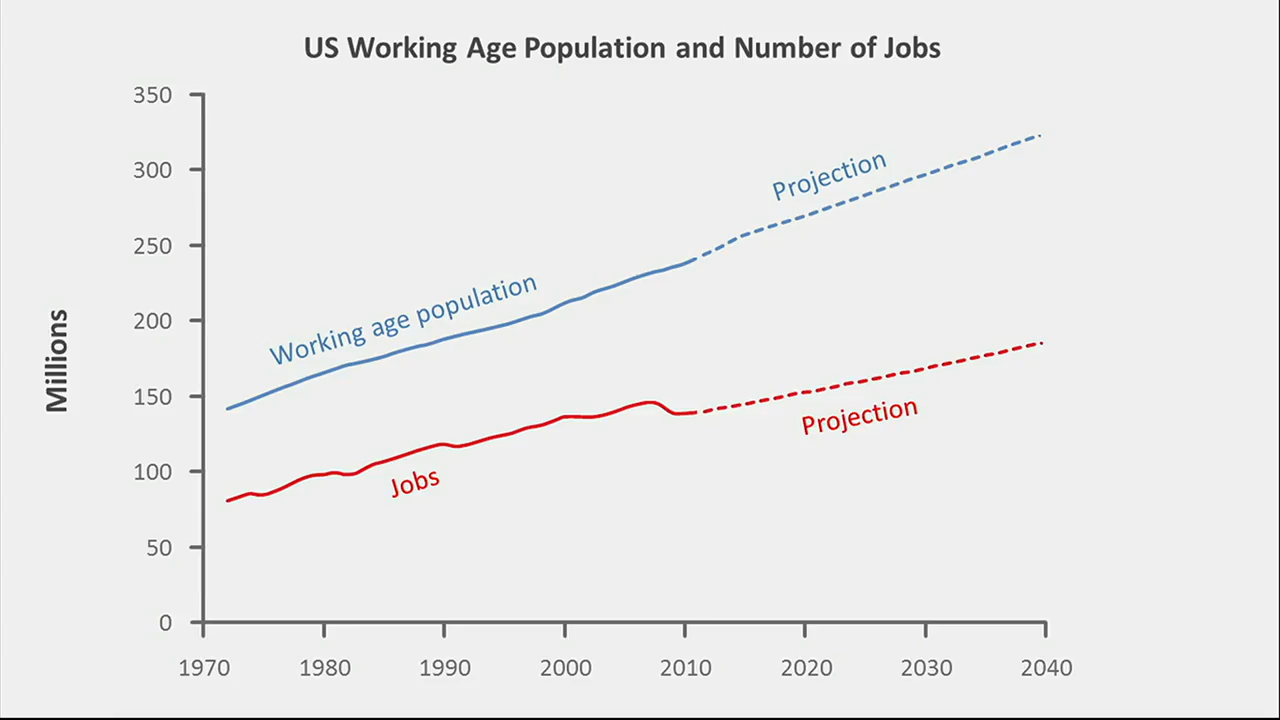 US Working Age Population and Number of Jobs
350
300
250
200
150
100
50
0
Millions
Working age population
Projection
Jobs
Projection
1970 1980 1990 2000 2010 2020 2030 2040